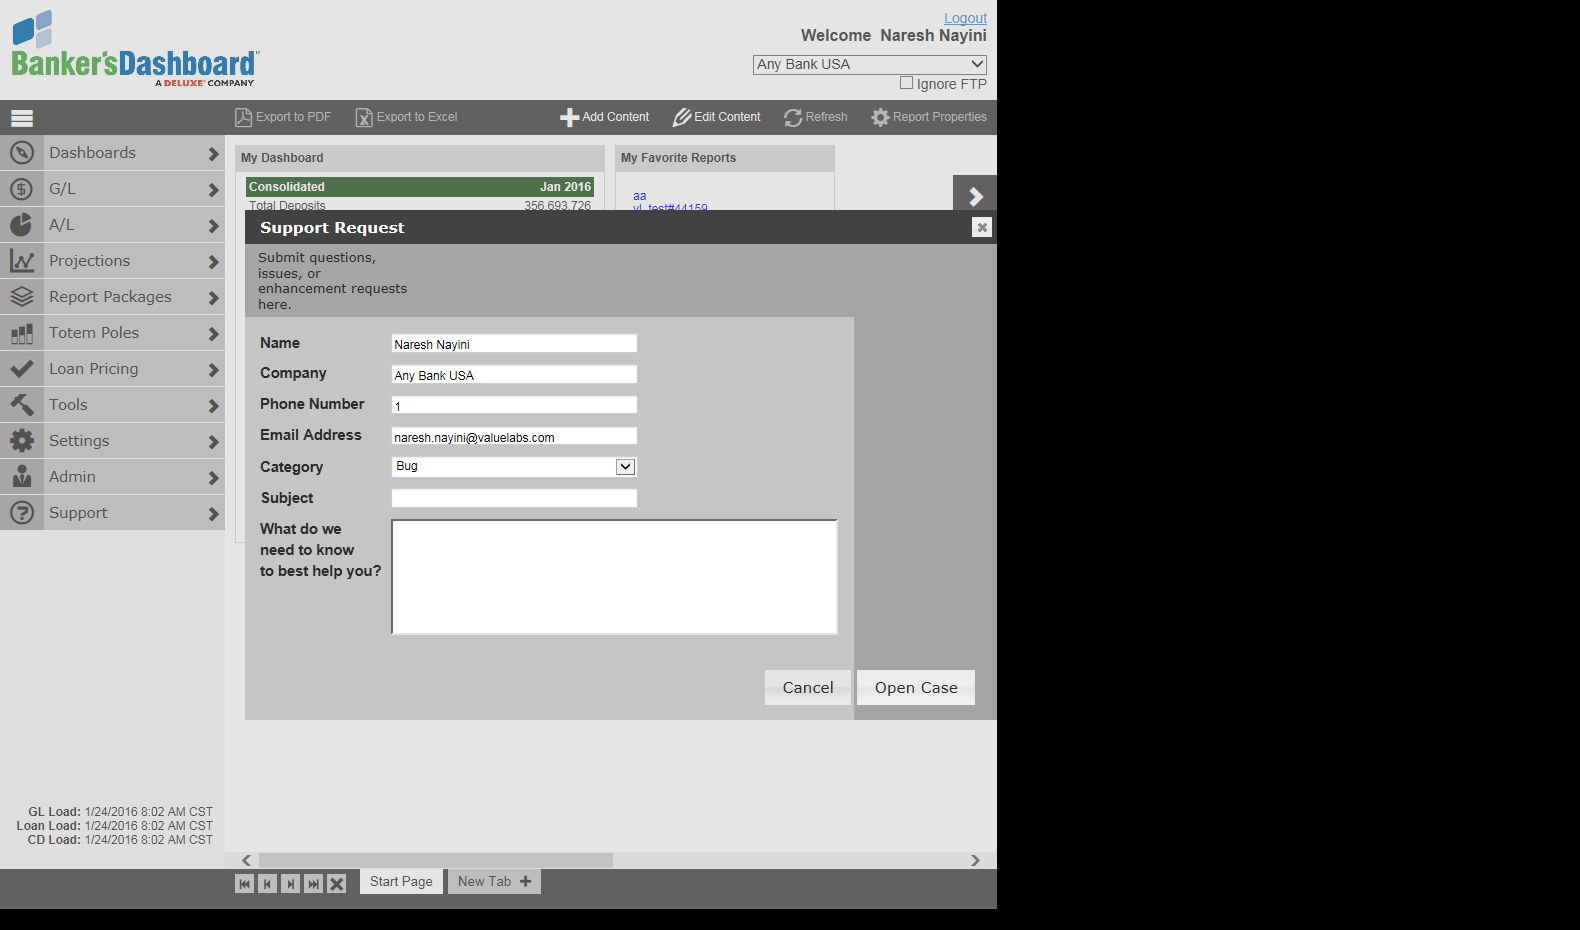 Logout
Welcome Naresh Nayini
Banker'sDashboard
A DELUXE COMPANY
Any Bank USA
Ignore FTP
Export to PDF
Export to Excel
Add Content
Edit Content
Refresh
Report Properties
Dashboards
G/L
A/L
Projections
Report Packages
Totem Poles
Loan Pricing
Tools
Settings
Admin
Support
My Dashboard
Consolidated Jan 2016
Total Deposits 356,693,726
My Favorite Reports
aa
vl_test#44159
Support Request
Submit questions,
issues, or
enhancement requests
here.
Name Naresh Nayini
Company Any Bank USA
Phone Number 1
Email Address naresh.nayini@valuelabs.com
Category Bug
Subject
What do we
need to know
to best help you?
Cancel
Open Case
GL Load: 1/24/2016 8:02 AM CST
Loan Load: 1/24/2016 8:02 AM CST
CD Load: 1/24/2016 8:02 AM CST
Start Page
New Tab